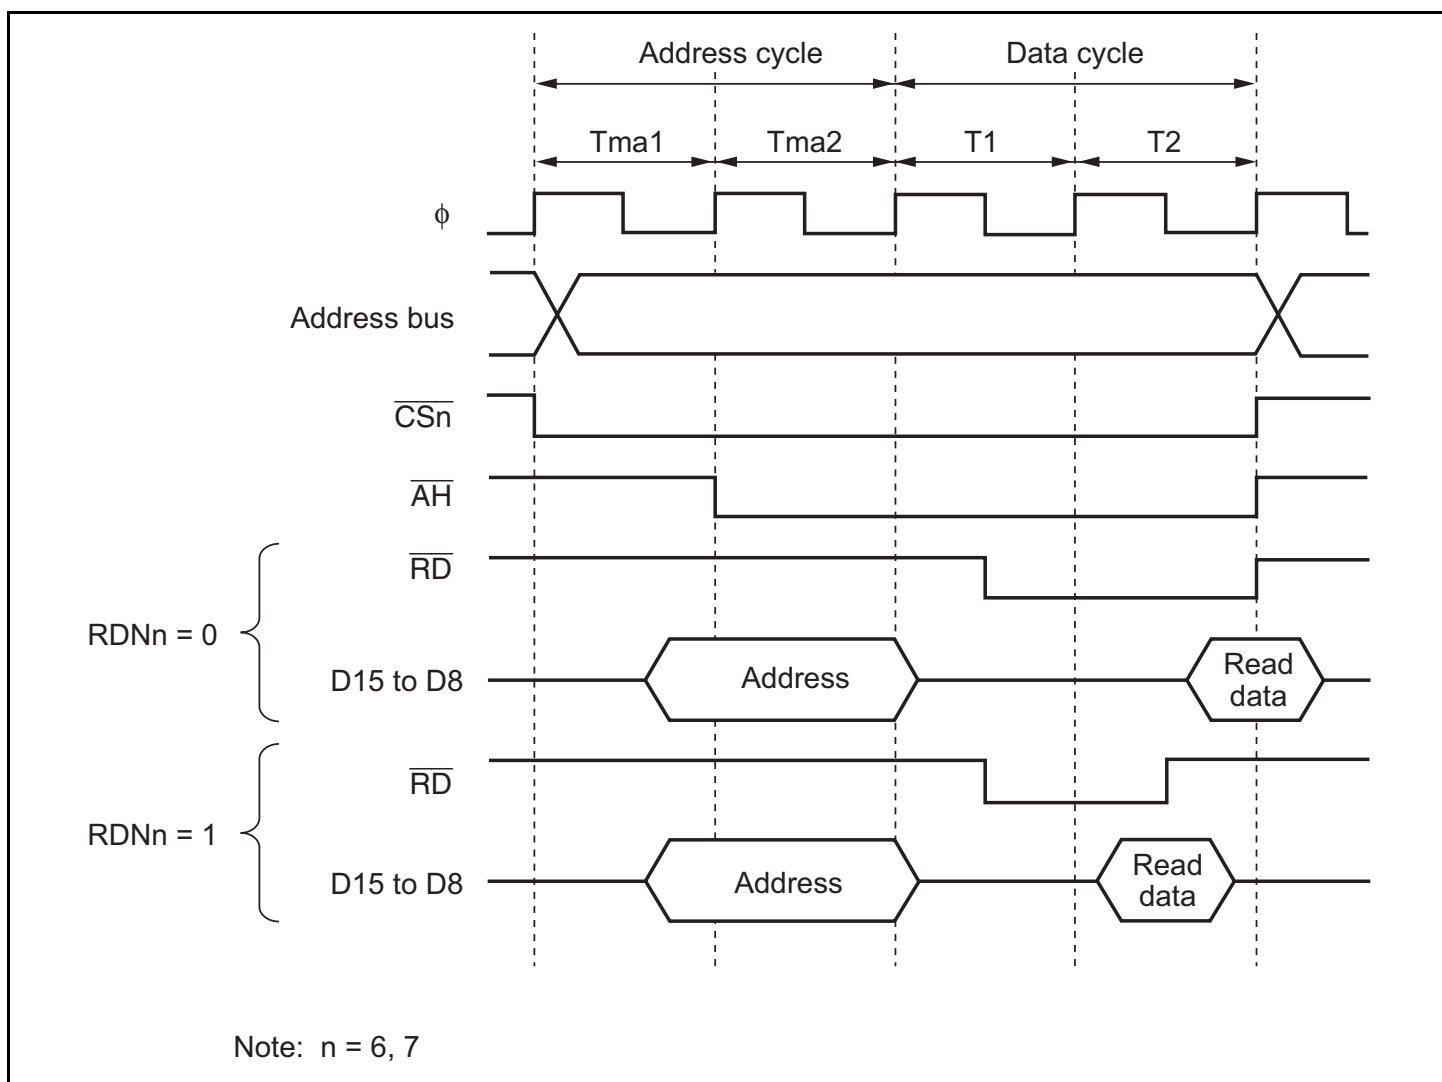 Address cycle Data cycle
Tma1 Tma2 T1 T2
ϕ
Address bus
CSn
AH
RD
RDNn = 0
D15 to D8 Address Read data
RD
RDNn = 1
D15 to D8 Address Read data
Note: n = 6, 7